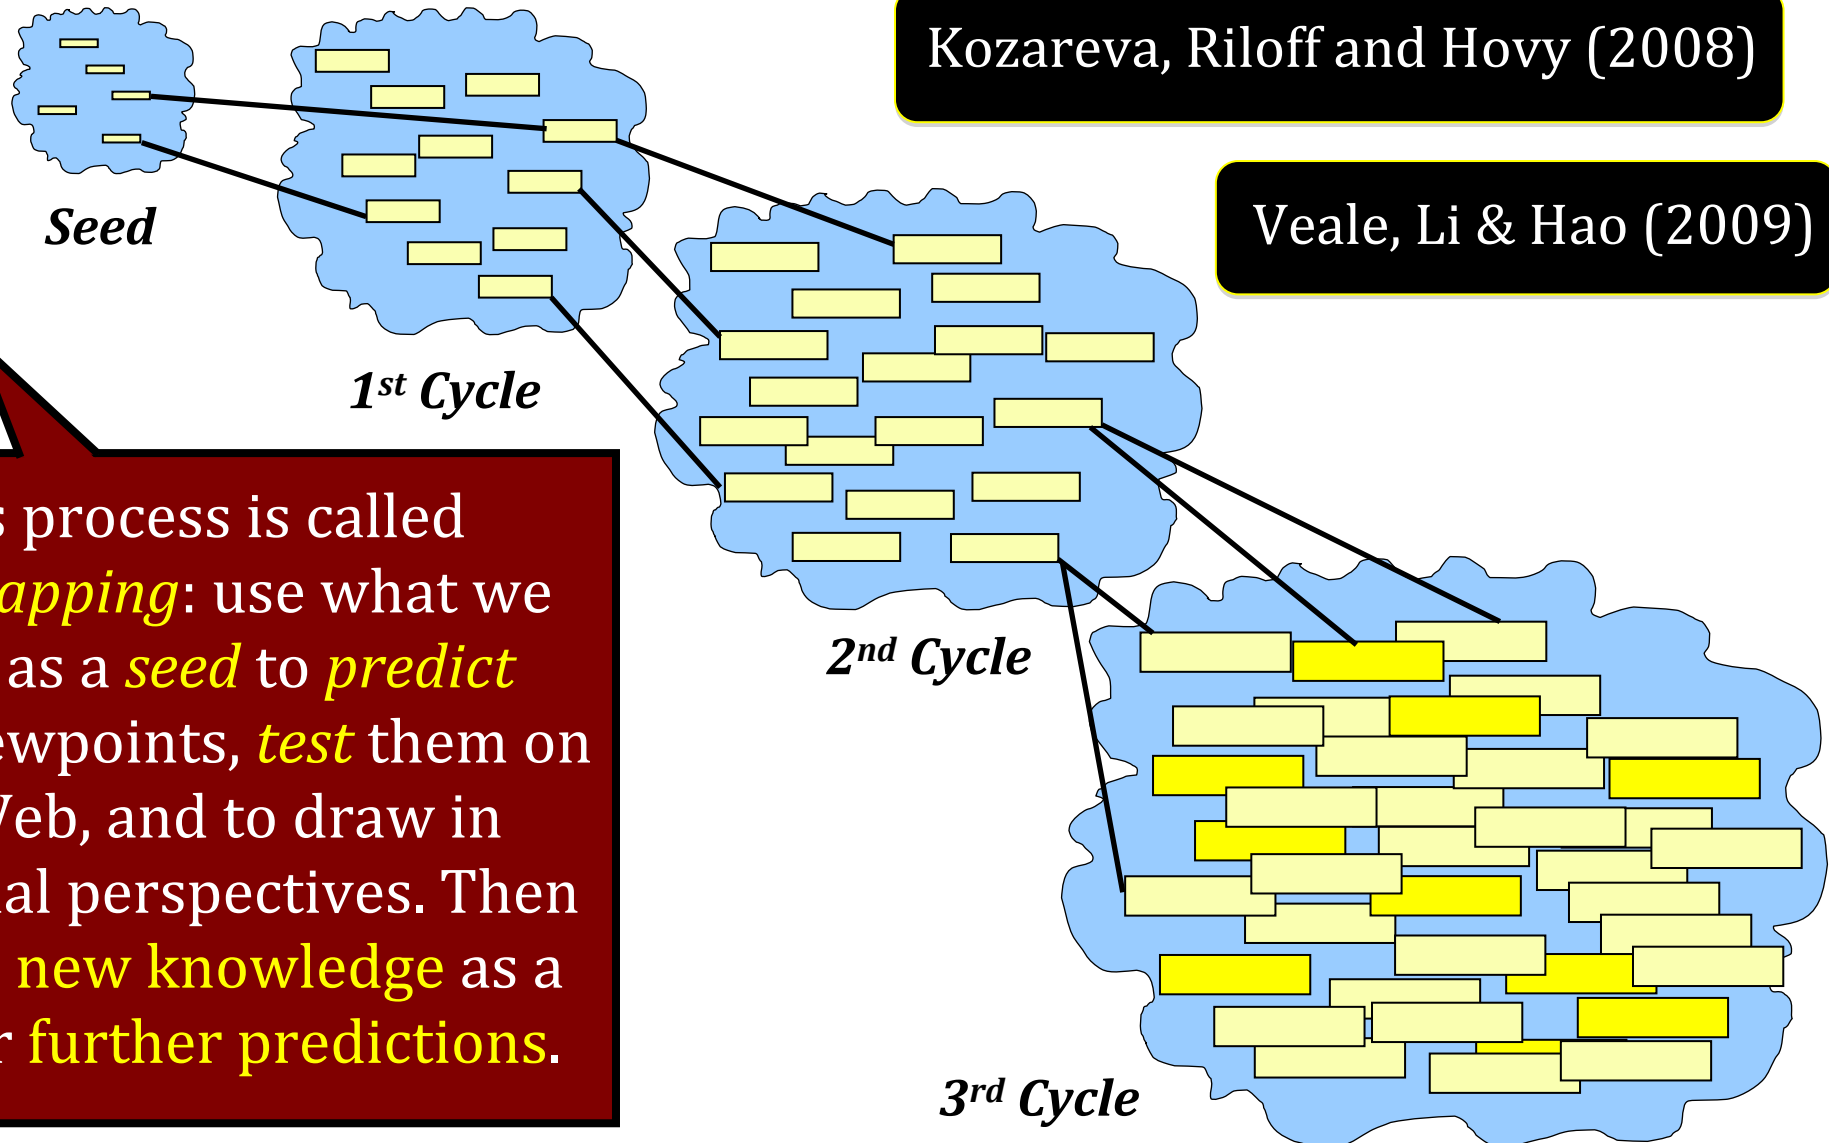 Kozareva, Riloff and Hovy (2008)
Veale, Li & Hao (2009)
Seed
1st Cycle
2nd Cycle
3rd Cycle
s process is called
apping: use what we
as a seed to predict
ewpoints, test them on
Web, and to draw in
al perspectives. Then
new knowledge as a
r further predictions.